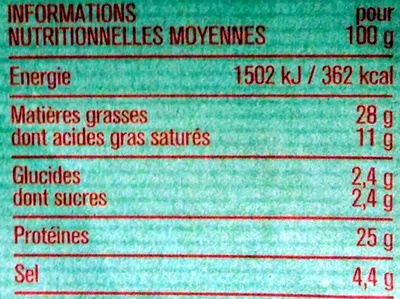 INFORMATIONS pour
NUTRITIONNELLES MOYENNES 100 g
Energie 1502 kJ / 362 kcal
Matières grasses 28 g
dont acides gras saturés 11 g
Glucides 2,4 g
dont sucres 2,4 g
Protéines 25 g
Sel 4,4 g